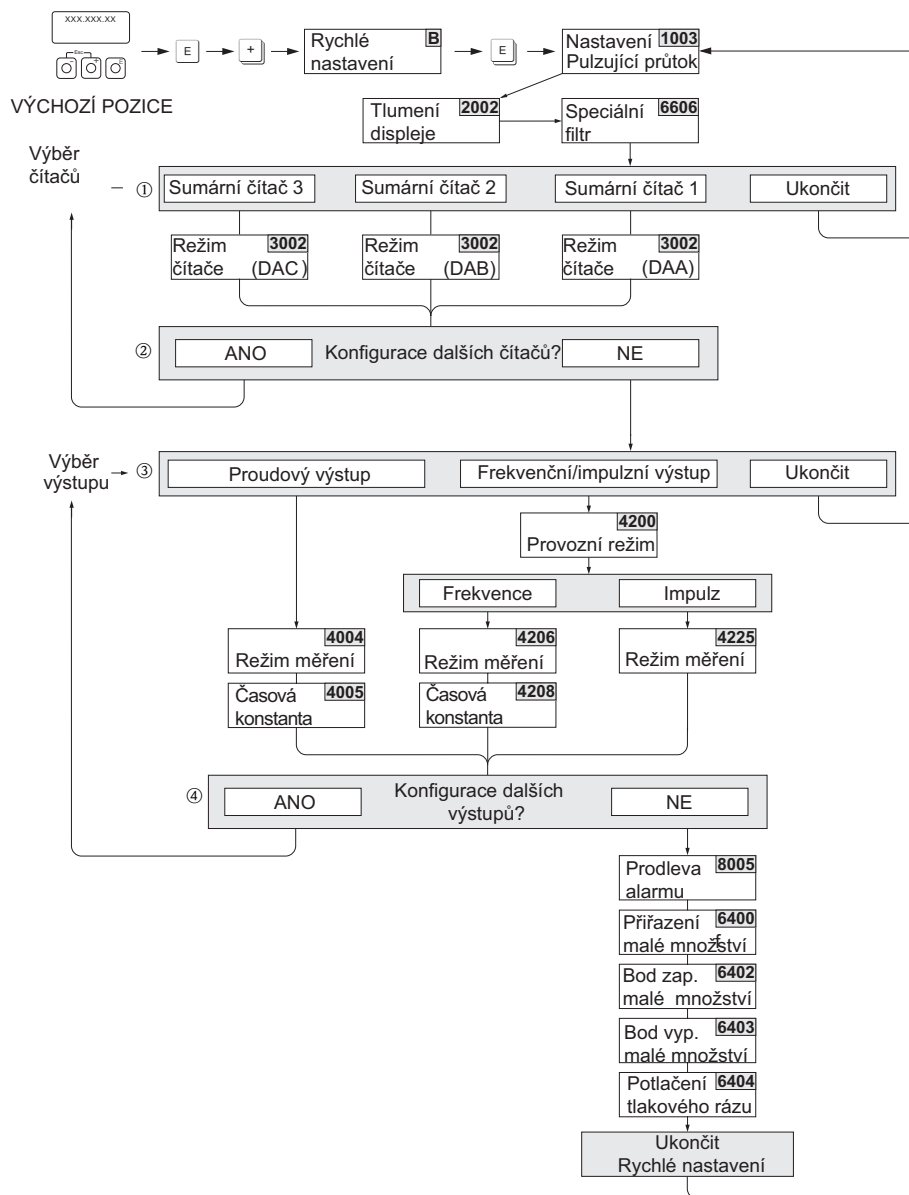 xxx.xxx.xx
Esc
- + E
VÝCHOZÍ POZICE
E
+
Rychlé B
nastavení
E
Nastavení 1003
Pulzující průtok
Tlumení 2002
displeje
Speciální 6606
filtr
Výběr
čítačů
–
①
Sumární čítač 3
Sumární čítač 2
Sumární čítač 1
Ukončit
Režim 3002
čítače (DAC)
Režim 3002
čítače (DAB)
Režim 3002
čítače (DAA)
②
ANO
Konfigurace dalších čítačů?
NE
Výběr
výstupu
③
Proudový výstup
Frekvenční/impulzní výstup
Ukončit
4200
Provozní režim
Frekvence
Impulz
4004
Režim měření
4206
Režim měření
4225
Režim měření
Časová 4005
konstanta
Časová 4208
konstanta
④
ANO
Konfigurace dalších
výstupů?
NE
Prodleva 8005
alarmu
Přiřazení 6400
malé množství
Bod zap. 6402
malé množství
Bod vyp. 6403
malé množství
Potlačení 6404
tlakového rázu
Ukončit
Rychlé nastavení